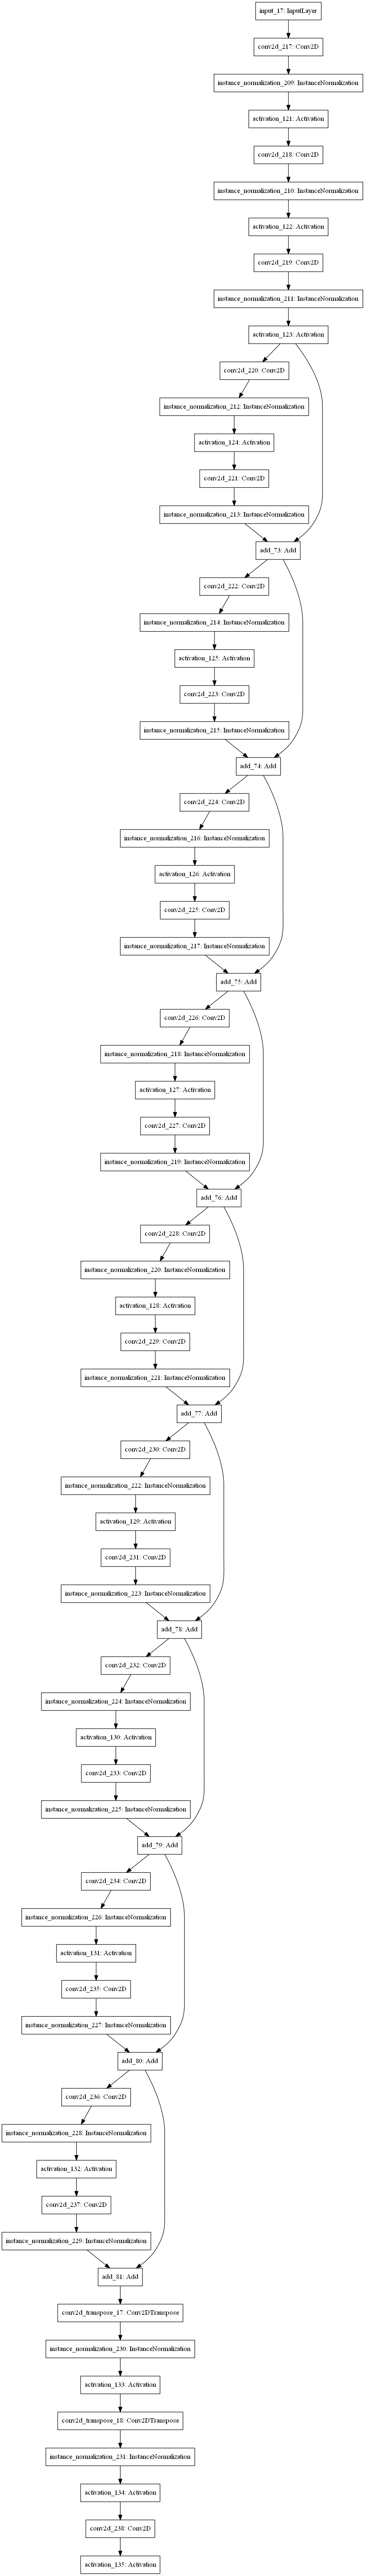 input_17: InputLayer
conv2d_217: Conv2D
instance_normalization_209: InstanceNormalization
activation_121: Activation
conv2d_218: Conv2D
instance_normalization_210: InstanceNormalization
activation_122: Activation
conv2d_219: Conv2D
instance_normalization_211: InstanceNormalization
activation_123: Activation
conv2d_220: Conv2D
instance_normalization_212: InstanceNormalization
activation_124: Activation
conv2d_221: Conv2D
instance_normalization_213: InstanceNormalization
add_73: Add
conv2d_222: Conv2D
instance_normalization_214: InstanceNormalization
activation_125: Activation
conv2d_223: Conv2D
instance_normalization_215: InstanceNormalization
add_74: Add
conv2d_224: Conv2D
instance_normalization_216: InstanceNormalization
activation_126: Activation
conv2d_225: Conv2D
instance_normalization_217: InstanceNormalization
add_75: Add
conv2d_226: Conv2D
instance_normalization_218: InstanceNormalization
activation_127: Activation
conv2d_227: Conv2D
instance_normalization_219: InstanceNormalization
add_76: Add
conv2d_228: Conv2D
instance_normalization_220: InstanceNormalization
activation_128: Activation
conv2d_229: Conv2D
instance_normalization_221: InstanceNormalization
add_77: Add
conv2d_230: Conv2D
instance_normalization_222: InstanceNormalization
activation_129: Activation
conv2d_231: Conv2D
instance_normalization_223: InstanceNormalization
add_78: Add
conv2d_232: Conv2D
instance_normalization_224: InstanceNormalization
activation_130: Activation
conv2d_233: Conv2D
instance_normalization_225: InstanceNormalization
add_79: Add
conv2d_234: Conv2D
instance_normalization_226: InstanceNormalization
activation_131: Activation
conv2d_235: Conv2D
instance_normalization_227: InstanceNormalization
add_80: Add
conv2d_236: Conv2D
instance_normalization_228: InstanceNormalization
activation_132: Activation
conv2d_237: Conv2D
instance_normalization_229: InstanceNormalization
add_81: Add
conv2d_transpose_17: Conv2DTranspose
instance_normalization_230: InstanceNormalization
activation_133: Activation
conv2d_transpose_18: Conv2DTranspose
instance_normalization_231: InstanceNormalization
activation_134: Activation
conv2d_238: Conv2D
activation_135: Activation